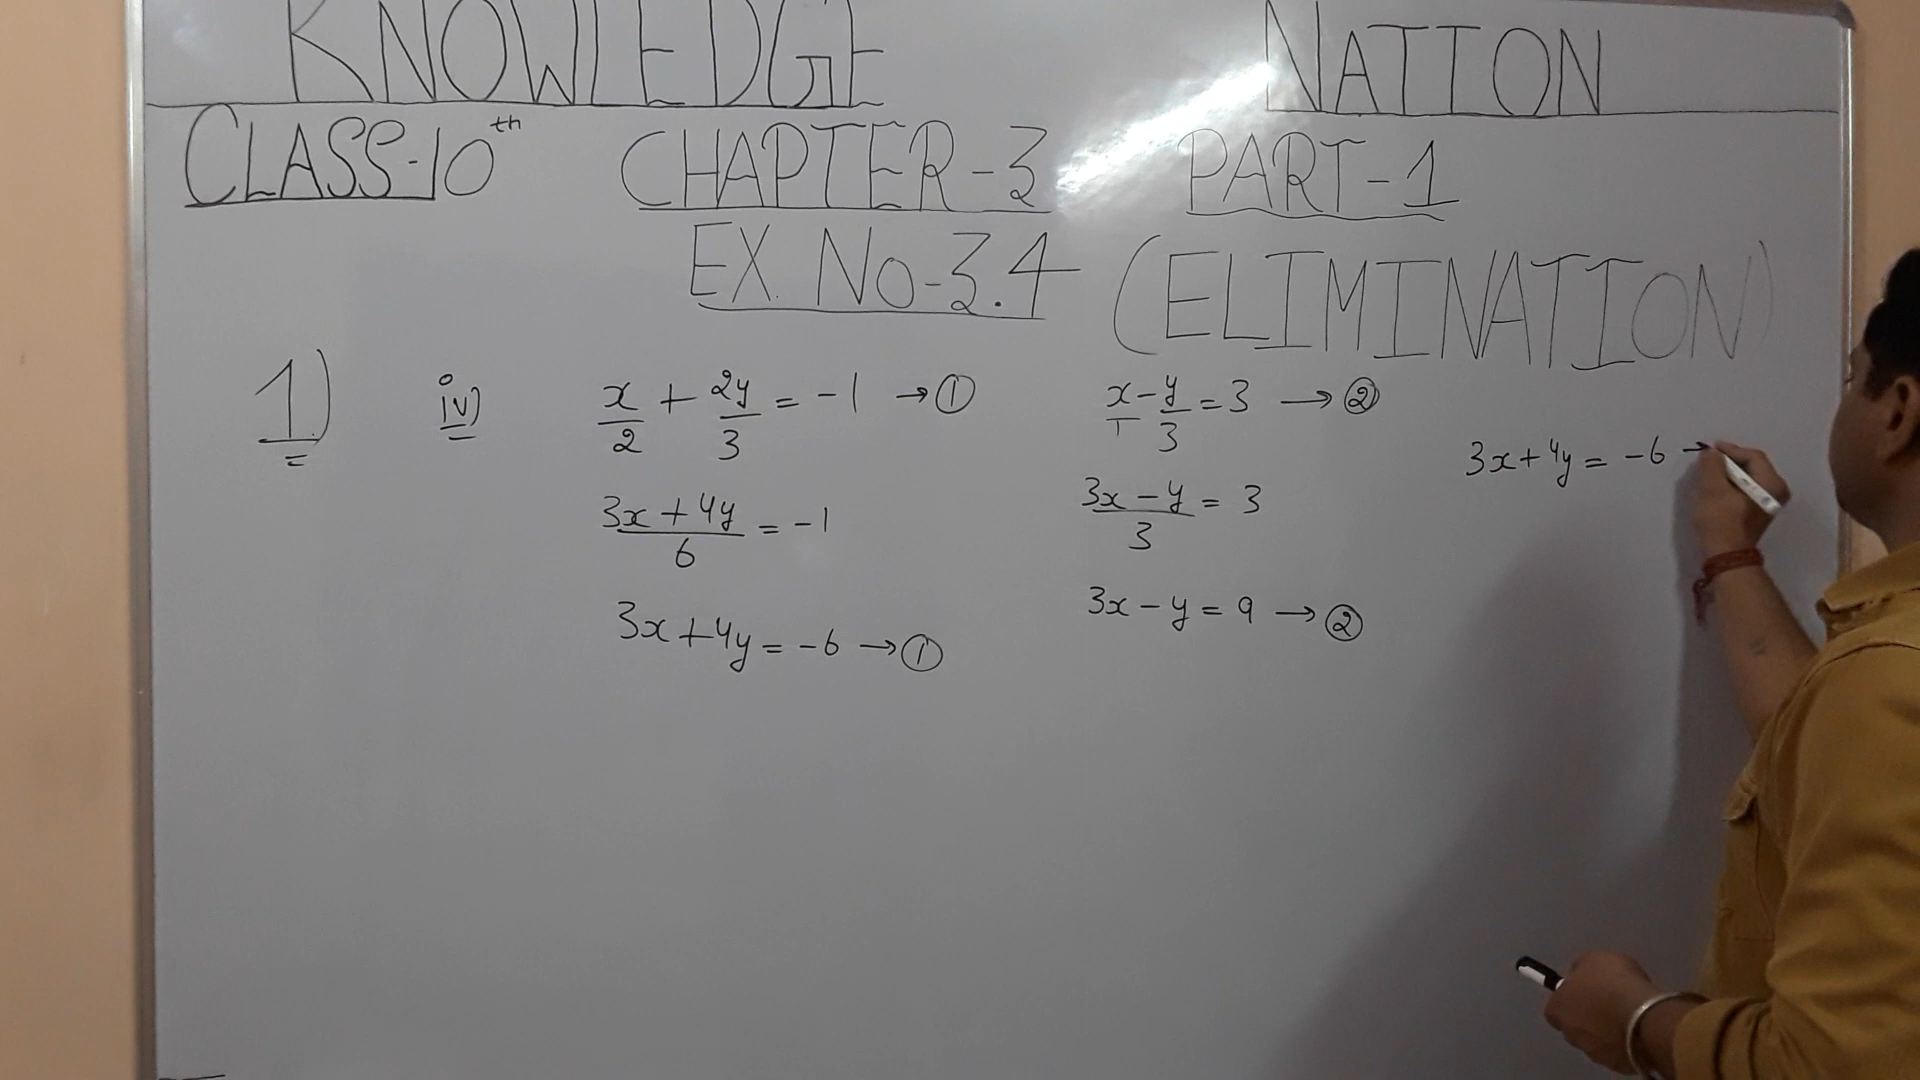 KNOWLEDGE NATION
CLASS-10th CHAPTER-3 PART-1
EX. NO-3.4 (ELIMINATION)
1) iv) x/2 + 2y/3 = -1 → ① x/1 - y/3 = 3 → ②
3x + 4y = -6 →
(3x + 4y)/6 = -1 (3x - y)/3 = 3
3x + 4y = -6 → ① 3x - y = 9 → ②